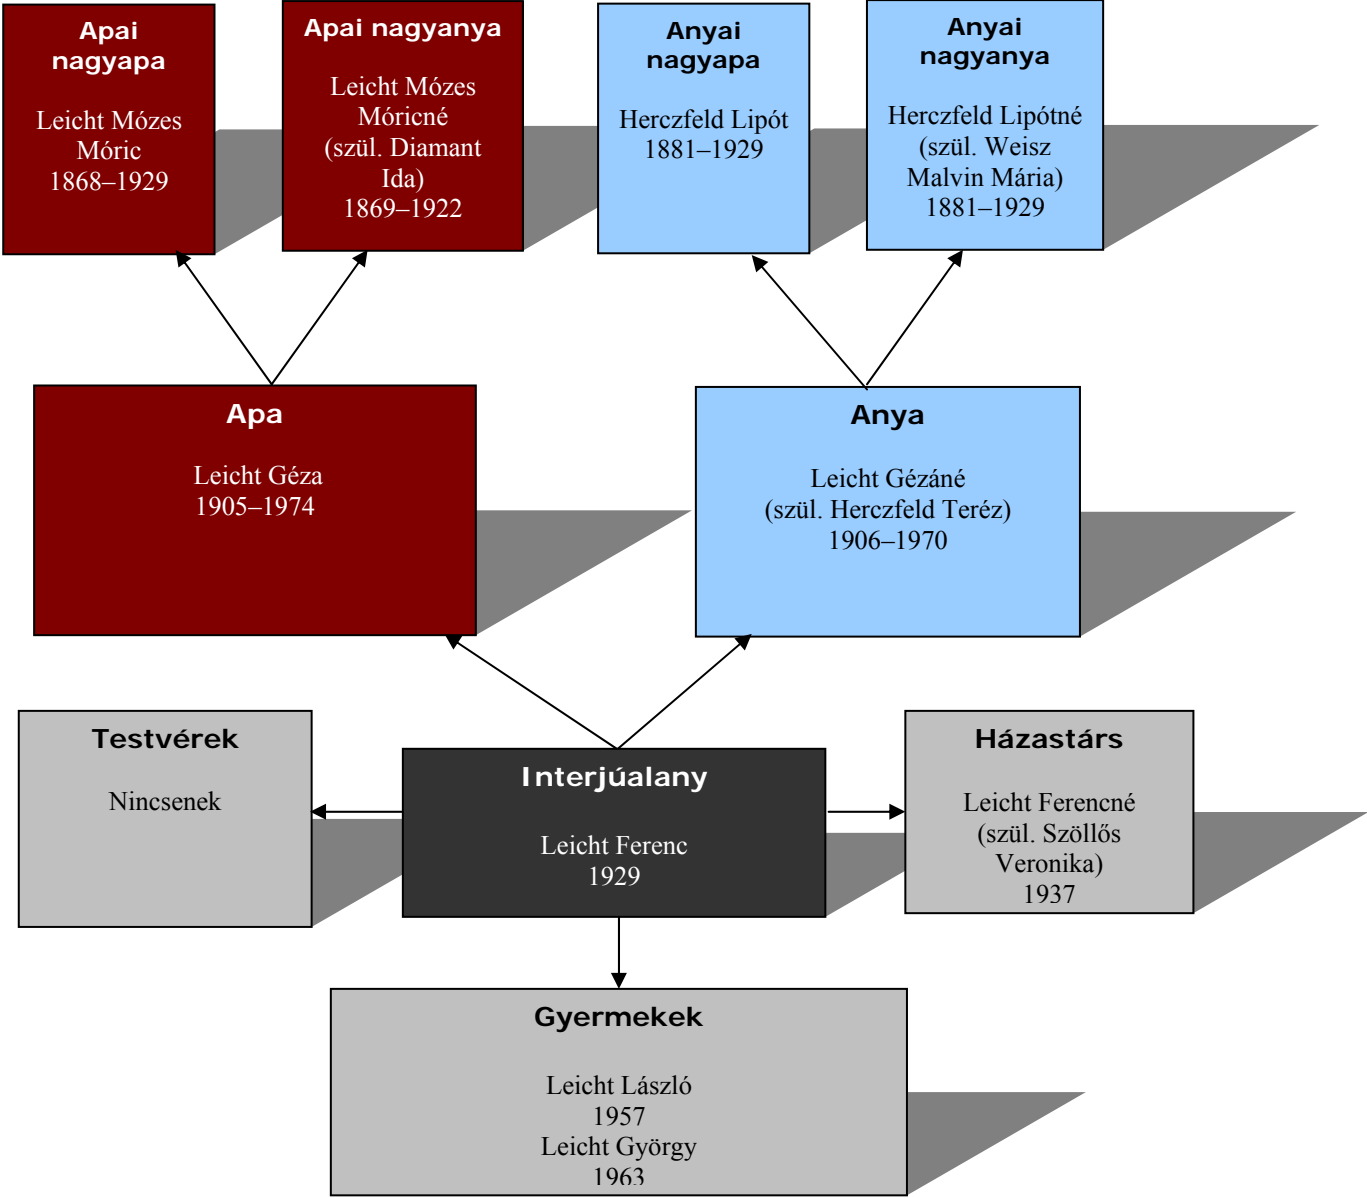 Apai
nagyapa
Leicht Mózes
Móric
1868–1929
Apai nagyanya
Leicht Mózes
Móricné
(szül. Diamant
Ida)
1869–1922
Anyai
nagyapa
Herczfeld Lipót
1881–1929
Anyai
nagyanya
Herczfeld Lipótné
(szül. Weisz
Malvin Mária)
1881–1929
Apa
Leicht Géza
1905–1974
Anya
Leicht Gézáné
(szül. Herczfeld Teréz)
1906–1970
Testvérek
Nincsenek
Interjúalany
Leicht Ferenc
1929
Házastárs
Leicht Ferencné
(szül. Szöllős
Veronika)
1937
Gyermekek
Leicht László
1957
Leicht György
1963